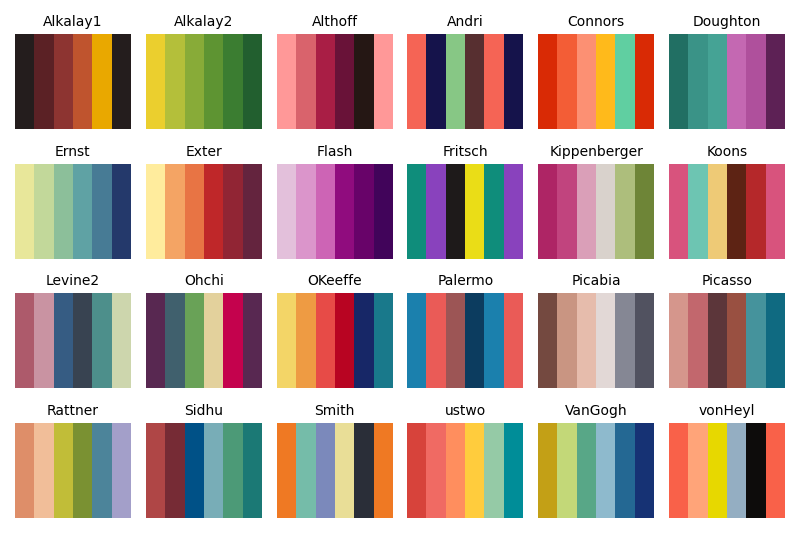 Alkalay1 Alkalay2 Althoff Andri Connors Doughton
Ernst Exter Flash Fritsch Kippenberger Koons
Levine2 Ohchi OKeeffe Palermo Picabia Picasso
Rattner Sidhu Smith ustwo VanGogh vonHeyl